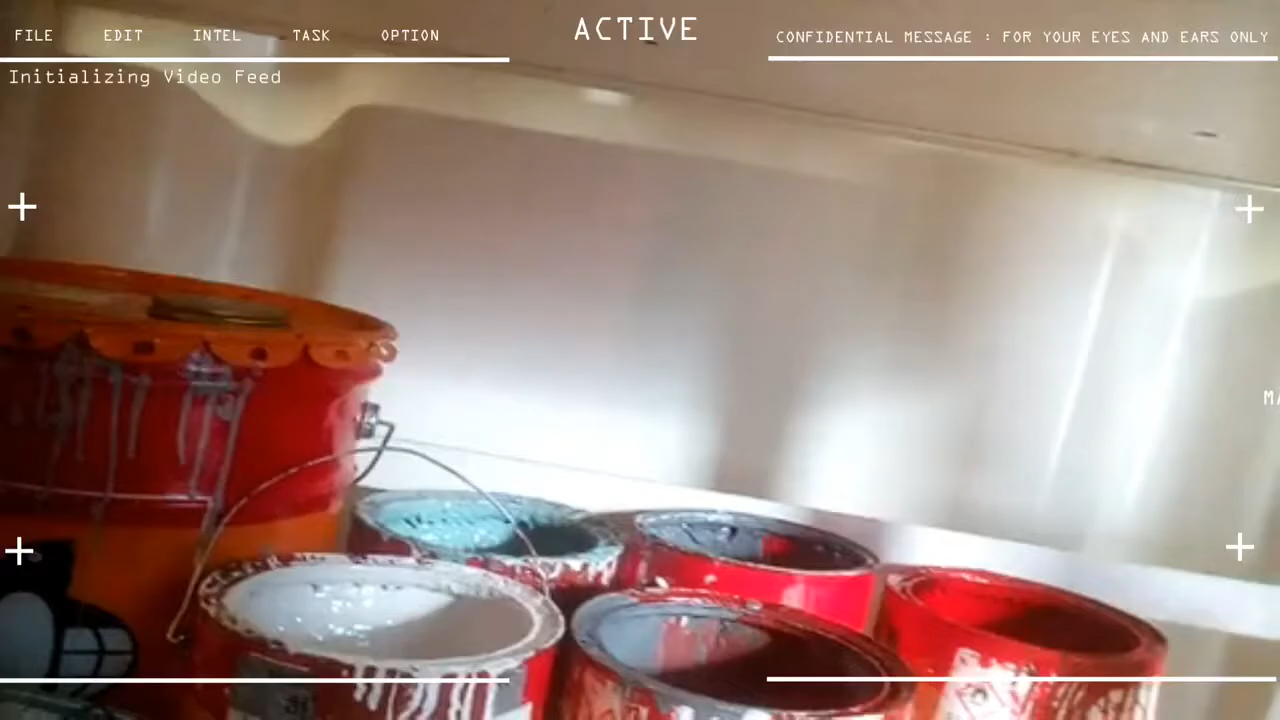 FILE EDIT INTEL TASK OPTION
ACTIVE
CONFIDENTIAL MESSAGE : FOR YOUR EYES AND EARS ONLY
Initializing Video Feed